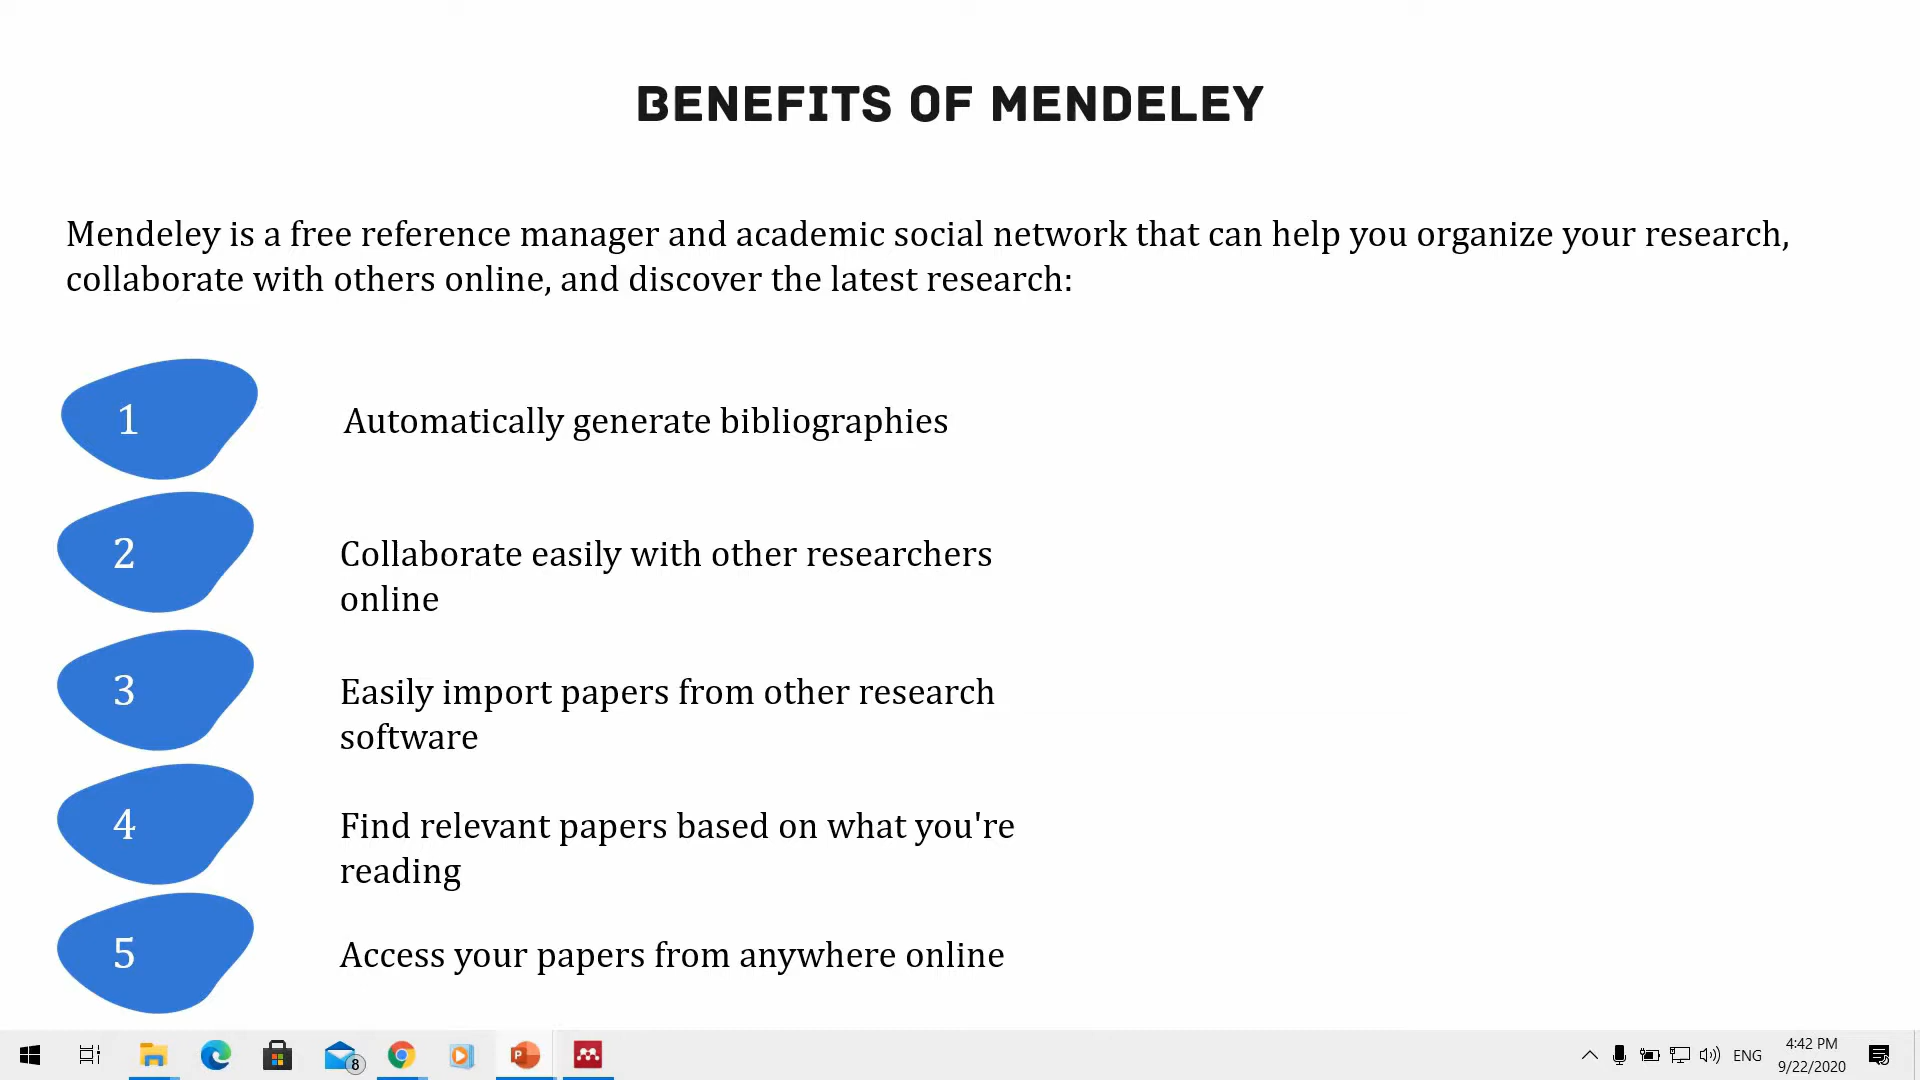 BENEFITS OF MENDELEY
Mendeley is a free reference manager and academic social network that can help you organize your research,
collaborate with others online, and discover the latest research:
1
Automatically generate bibliographies
2
Collaborate easily with other researchers
online
3
Easily import papers from other research
software
4
Find relevant papers based on what you're
reading
5
Access your papers from anywhere online
8
P
ENG
4:42 PM
9/22/2020